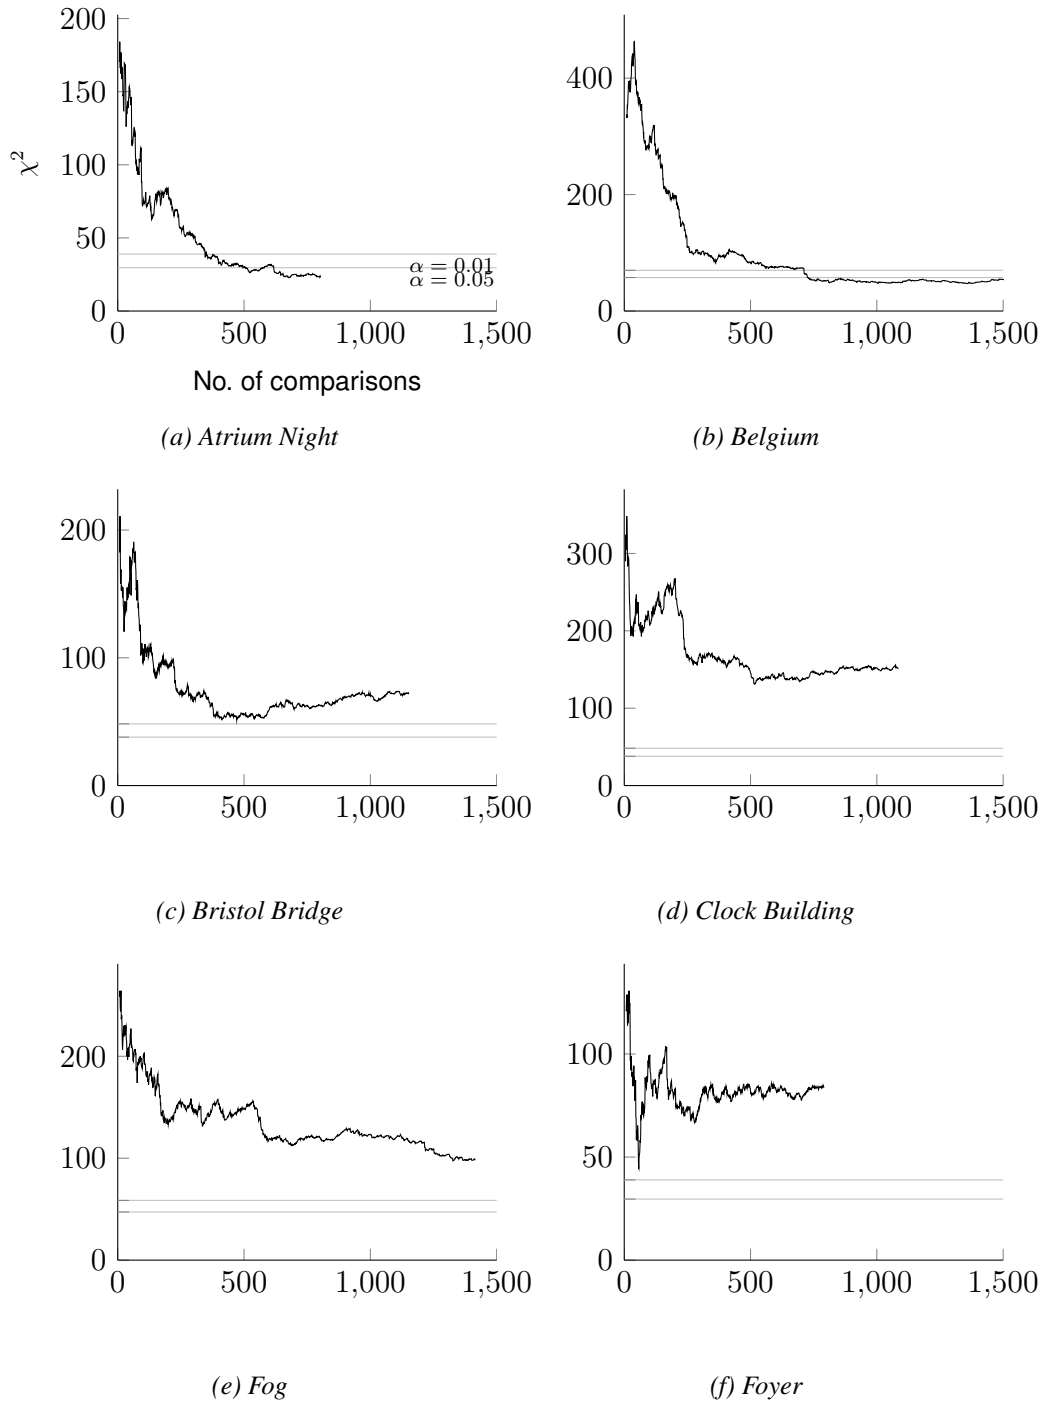 200
150
100
50
0
χ²
α = 0.01
α = 0.05
0 500 1,000 1,500
No. of comparisons
(a) Atrium Night
400
200
0
0 500 1,000 1,500
(b) Belgium
200
100
0
0 500 1,000 1,500
(c) Bristol Bridge
300
200
100
0
0 500 1,000 1,500
(d) Clock Building
200
100
0
0 500 1,000 1,500
(e) Fog
100
50
0
0 500 1,000 1,500
(f) Foyer